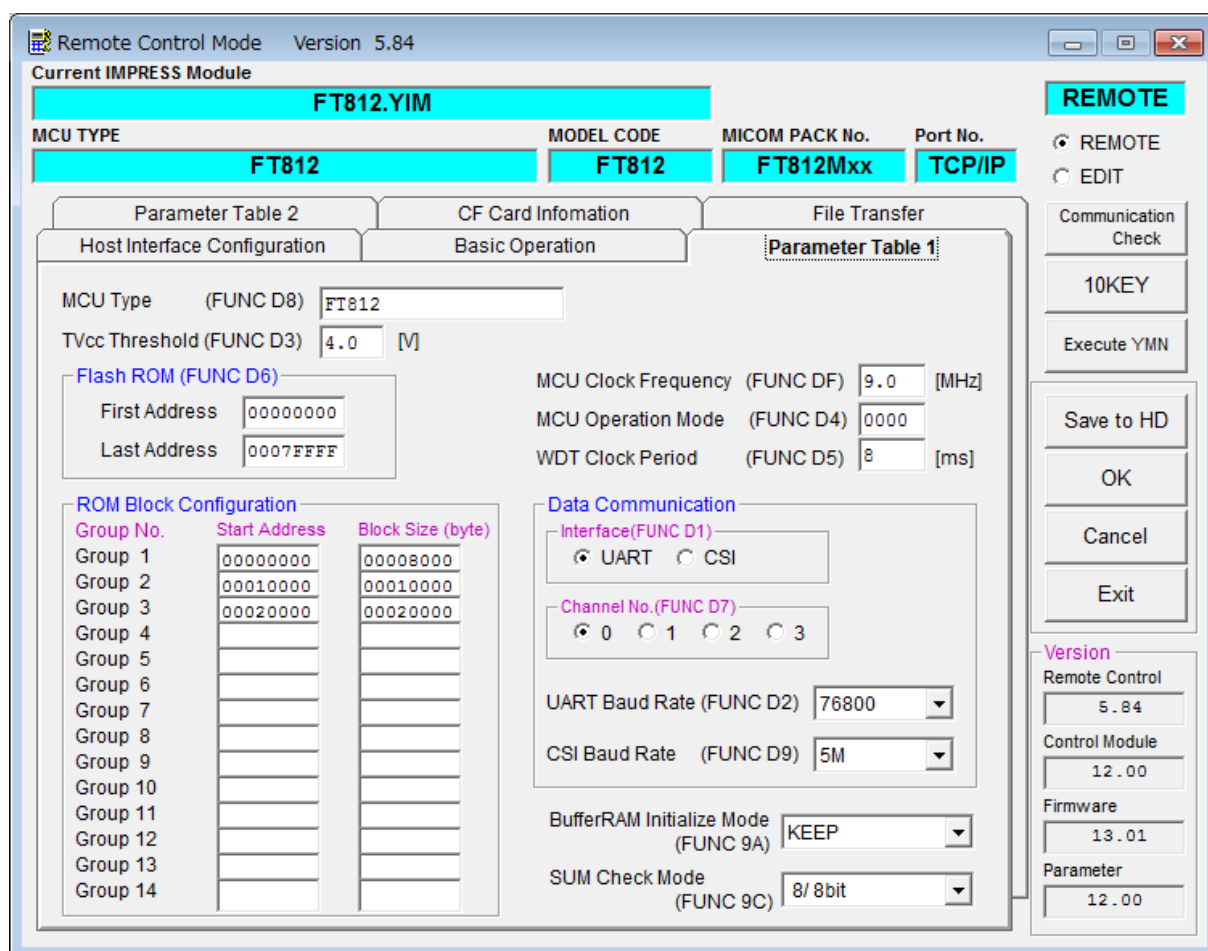 Remote Control Mode Version 5.84
Current IMPRESS Module
FT812.YIM
REMOTE
MCU TYPE MODEL CODE MICOM PACK No. Port No.
FT812 FT812 FT812Mxx TCP/IP
REMOTE
EDIT
Parameter Table 2 CF Card Infomation File Transfer
Host Interface Configuration Basic Operation Parameter Table 1
Communication
Check
10KEY
Execute YMN
Save to HD
OK
Cancel
Exit
MCU Type (FUNC D8) FT812
TVcc Threshold (FUNC D3) 4.0 [V]
Flash ROM (FUNC D6)
First Address 00000000
Last Address 0007FFFF
MCU Clock Frequency (FUNC DF) 9.0 [MHz]
MCU Operation Mode (FUNC D4) 0000
WDT Clock Period (FUNC D5) 8 [ms]
ROM Block Configuration
Group No. Start Address Block Size (byte)
Group 1 00000000 00008000
Group 2 00010000 00010000
Group 3 00020000 00020000
Group 4
Group 5
Group 6
Group 7
Group 8
Group 9
Group 10
Group 11
Group 12
Group 13
Group 14
Data Communication
Interface(FUNC D1)
UART CSI
Channel No.(FUNC D7)
0 1 2 3
UART Baud Rate (FUNC D2) 76800
CSI Baud Rate (FUNC D9) 5M
BufferRAM Initialize Mode
(FUNC 9A) KEEP
SUM Check Mode
(FUNC 9C) 8/ 8bit
Version
Remote Control
5.84
Control Module
12.00
Firmware
13.01
Parameter
12.00